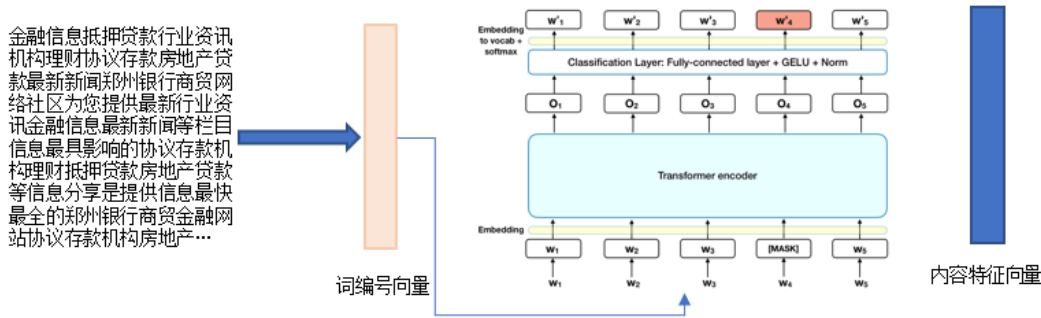 金融信息抵押贷款行业资讯
机构理财协议存款房地产贷
款最新新闻郑州银行商贸网
络社区为您提供最新行业资
讯金融信息最新新闻等栏目
信息最具影响的协议存款机
构理财抵押贷款房地产贷款
等信息分享是提供信息最快
最全的郑州银行商贸金融网
站协议存款机构房地产…
词编号向量
W'₁ W'₂ W'₃ W'₄ W'₅
Embedding
to vocab +
softmax
Classification Layer: Fully-connected layer + GELU + Norm
O₁ O₂ O₃ O₄ O₅
Transformer encoder
Embedding
W₁ W₂ W₃ [MASK] W₅
W₁ W₂ W₃ W₄ W₅
内容特征向量